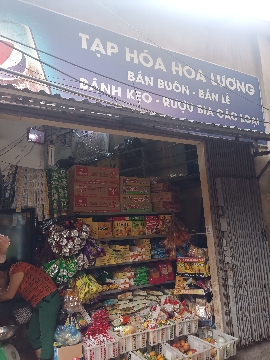 TẠP HÓA HOÀ LƯƠNG
BÁN BUÔN - BÁN LẺ
BÁNH KẸO - RƯỢU BIA CÁC LOẠI